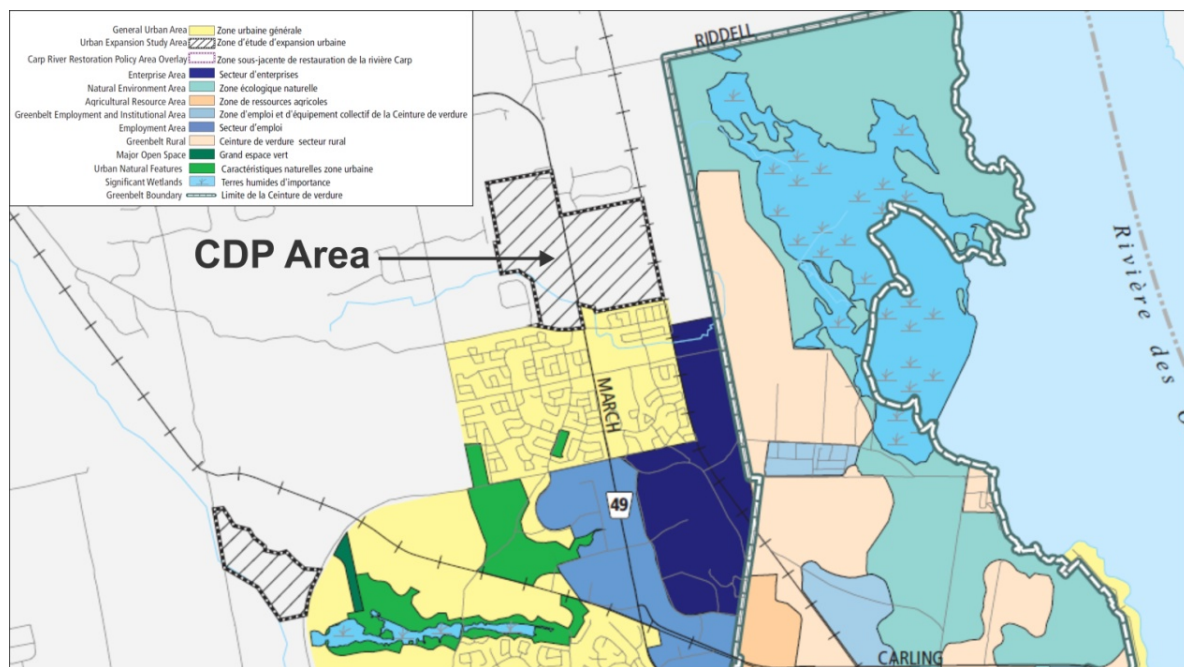 General Urban Area Zone urbaine générale
Urban Expansion Study Area Zone d'étude d'expansion urbaine
Carp River Restoration Policy Area Overlay Zone sous-jacente de restauration de la rivière Carp
Enterprise Area Secteur d'enterprises
Natural Environment Area Zone écologique naturelle
Agricultural Resource Area Zone de ressources agricoles
Greenbelt Employment and Institutional Area Zone d'emploi et d'équipement collectif de la Ceinture de verdure
Employment Area Secteur d'emploi
Greenbelt Rural Ceinture de verdure secteur rural
Major Open Space Grand espace vert
Urban Natural Features Caractéristiques naturelles zone urbaine
Significant Wetlands Terres humides d'importance
Greenbelt Boundary Limite de la Ceinture de verdure
RIDDELL
CDP Area
Rivière des
MARCH
49
CARLING